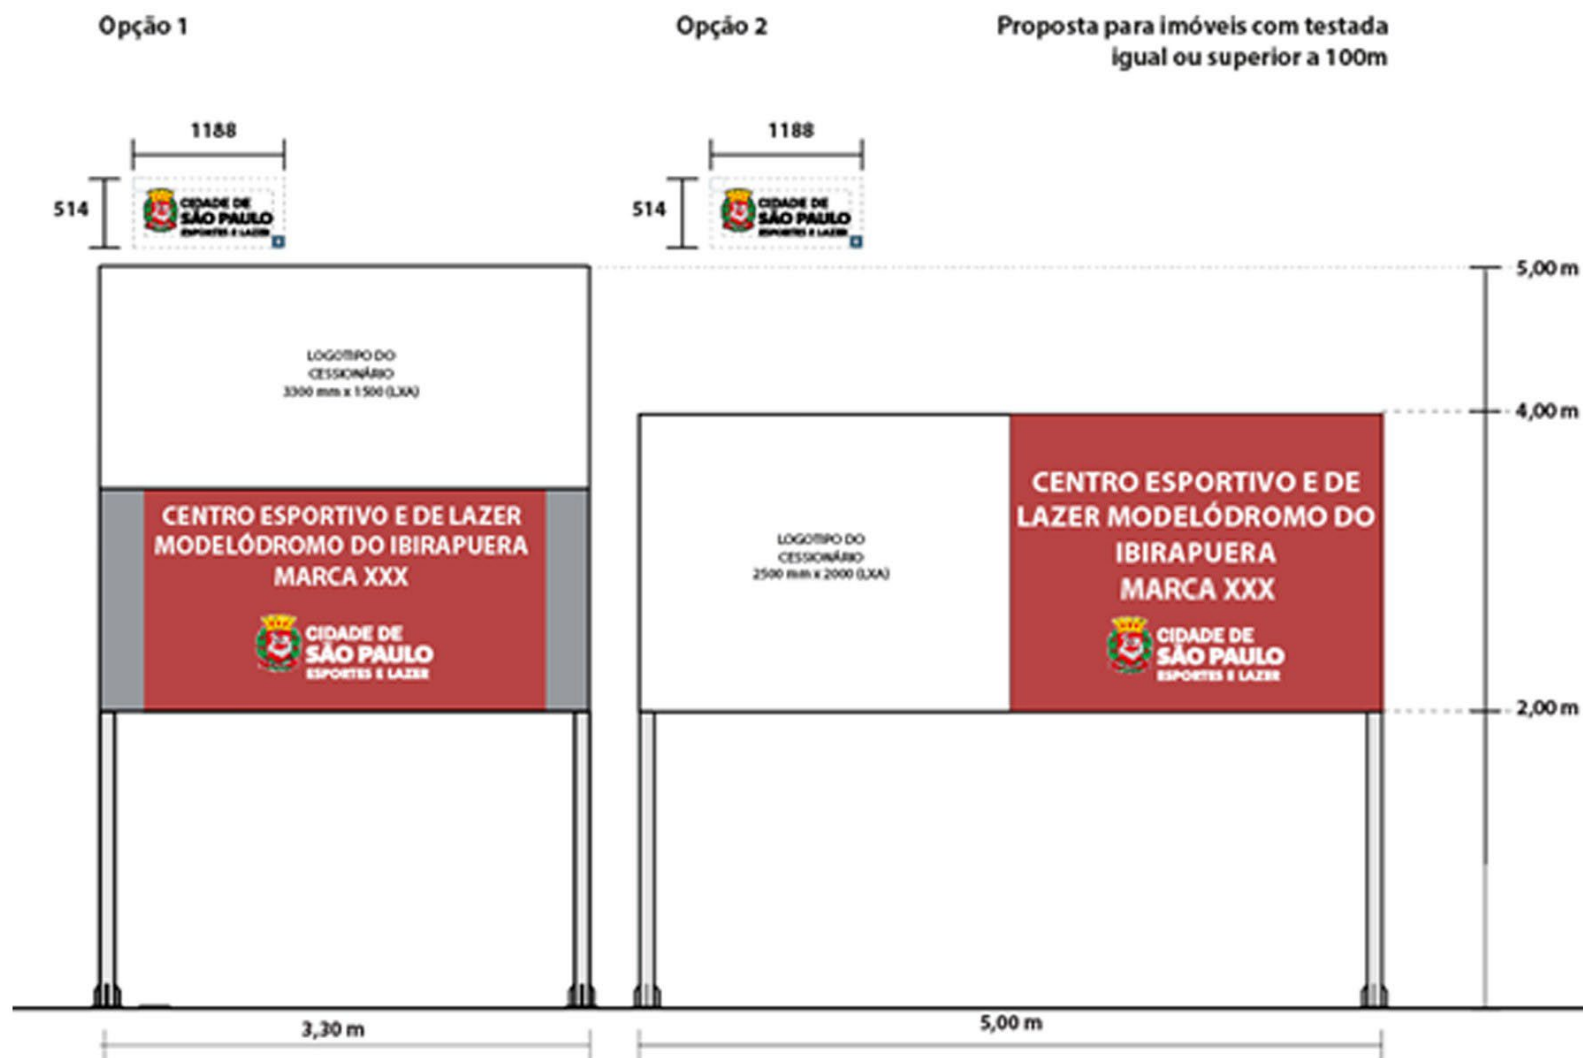 Opção 1
Opção 2
Proposta para imóveis com testada
igual ou superior a 100m
1188
514
CIDADE DE
SÃO PAULO
ESPORTES E LAZER
1188
514
CIDADE DE
SÃO PAULO
ESPORTES E LAZER
LOGOTIPO DO
CESSIONÁRIO
3300 mm x 1500 (LXA)
CENTRO ESPORTIVO E DE LAZER
MODELÓDROMO DO IBIRAPUERA
MARCA XXX
CIDADE DE
SÃO PAULO
ESPORTES E LAZER
3,30 m
LOGOTIPO DO
CESSIONÁRIO
2500 mm x 2000 (LXA)
CENTRO ESPORTIVO E DE
LAZER MODELÓDROMO DO
IBIRAPUERA
MARCA XXX
CIDADE DE
SÃO PAULO
ESPORTES E LAZER
5,00 m
5,00 m
4,00 m
2,00 m